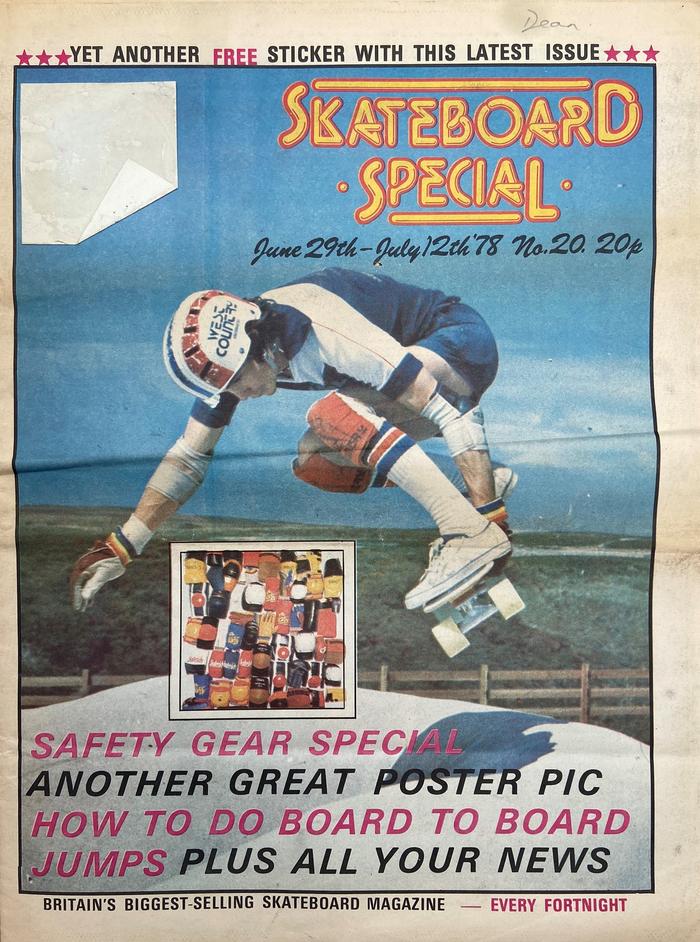 Dean
YET ANOTHER FREE STICKER WITH THIS LATEST ISSUE
SKATEBOARD
SPECIAL
June 29th-July 12th '78 No.20. 20p
WEST
COUNTRY
SAFETY GEAR SPECIAL
ANOTHER GREAT POSTER PIC
HOW TO DO BOARD TO BOARD
JUMPS PLUS ALL YOUR NEWS
BRITAIN'S BIGGEST-SELLING SKATEBOARD MAGAZINE — EVERY FORTNIGHT